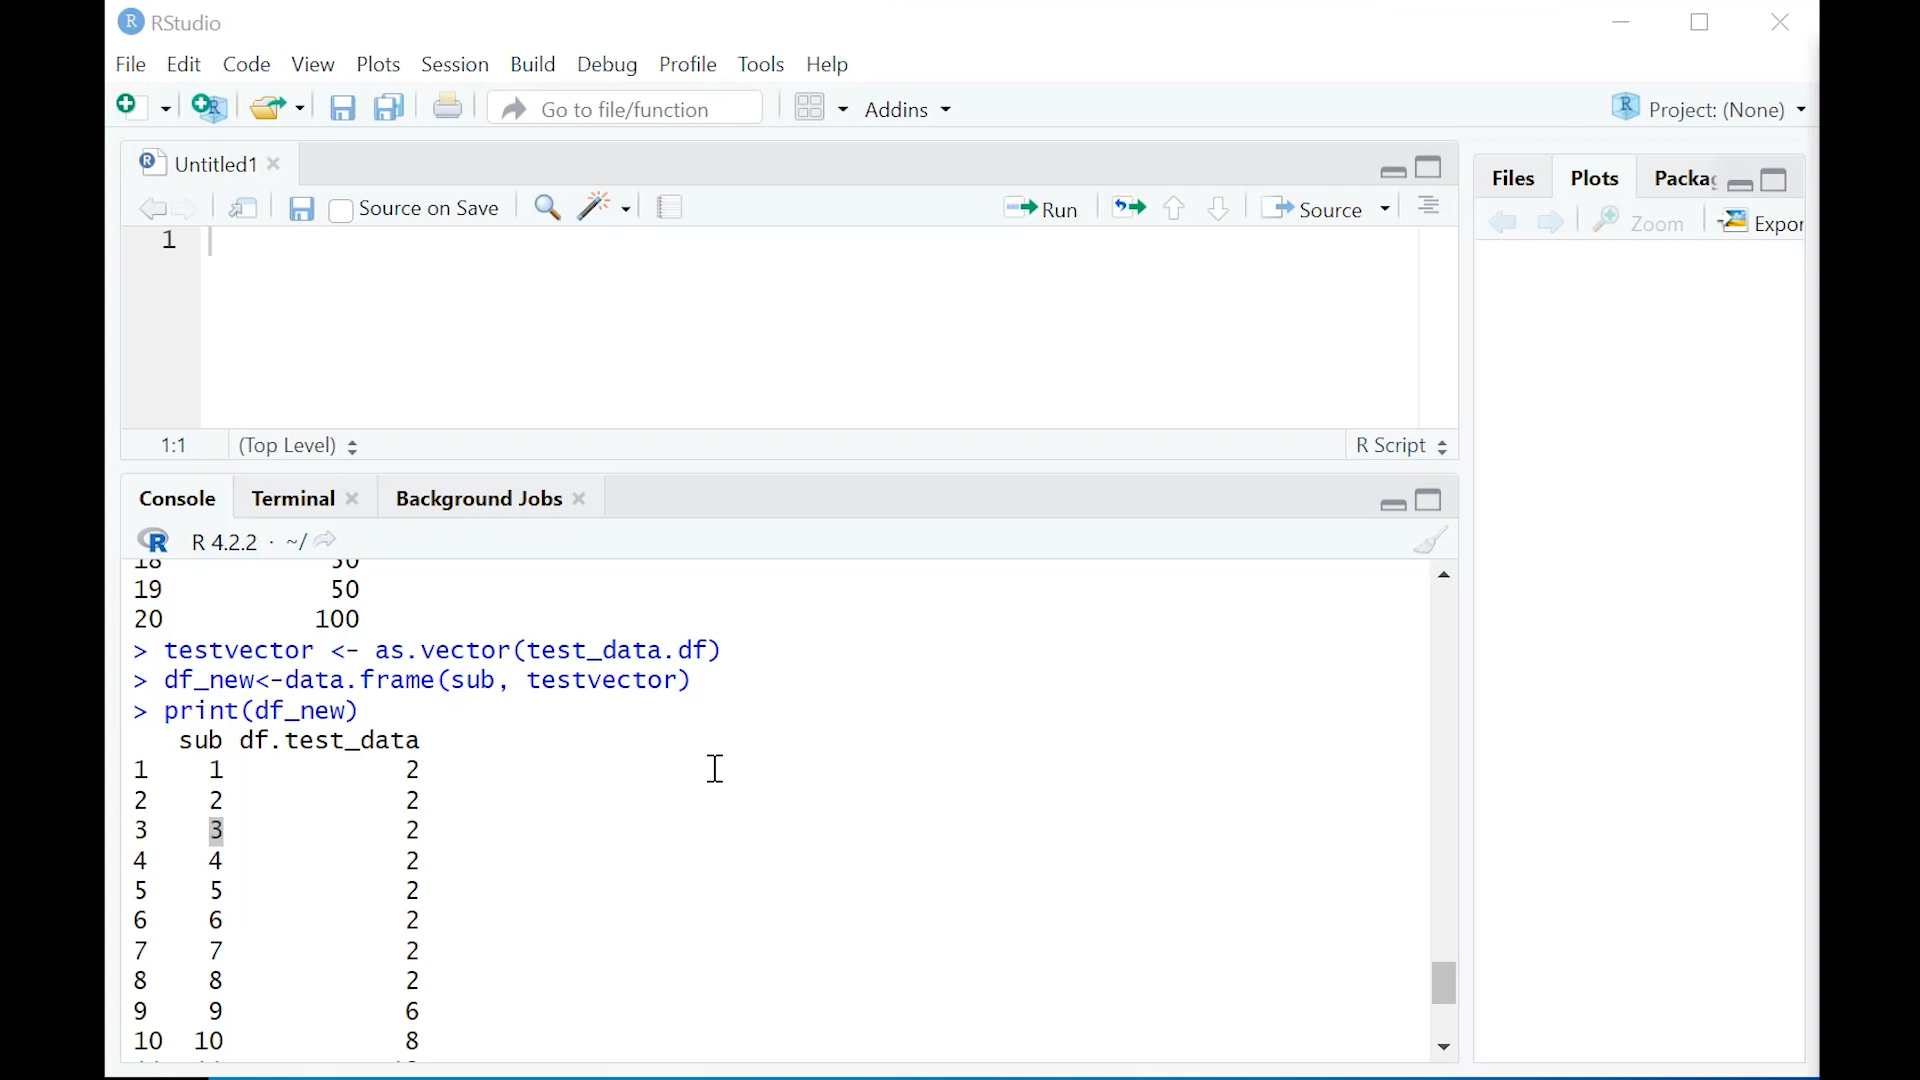 RStudio
File Edit Code View Plots Session Build Debug Profile Tools Help
Go to file/function Addins Project: (None)
Untitled1
Source on Save Run Source
1
1:1 (Top Level) R Script
Files Plots Packag
Zoom Expor
Console Terminal Background Jobs
R 4.2.2 · ~/
18 50
19 50
20 100
> testvector <- as.vector(test_data.df)
> df_new<-data.frame(sub, testvector)
> print(df_new)
sub df.test_data
1 1 2
2 2 2
3 3 2
4 4 2
5 5 2
6 6 2
7 7 2
8 8 2
9 9 6
10 10 8